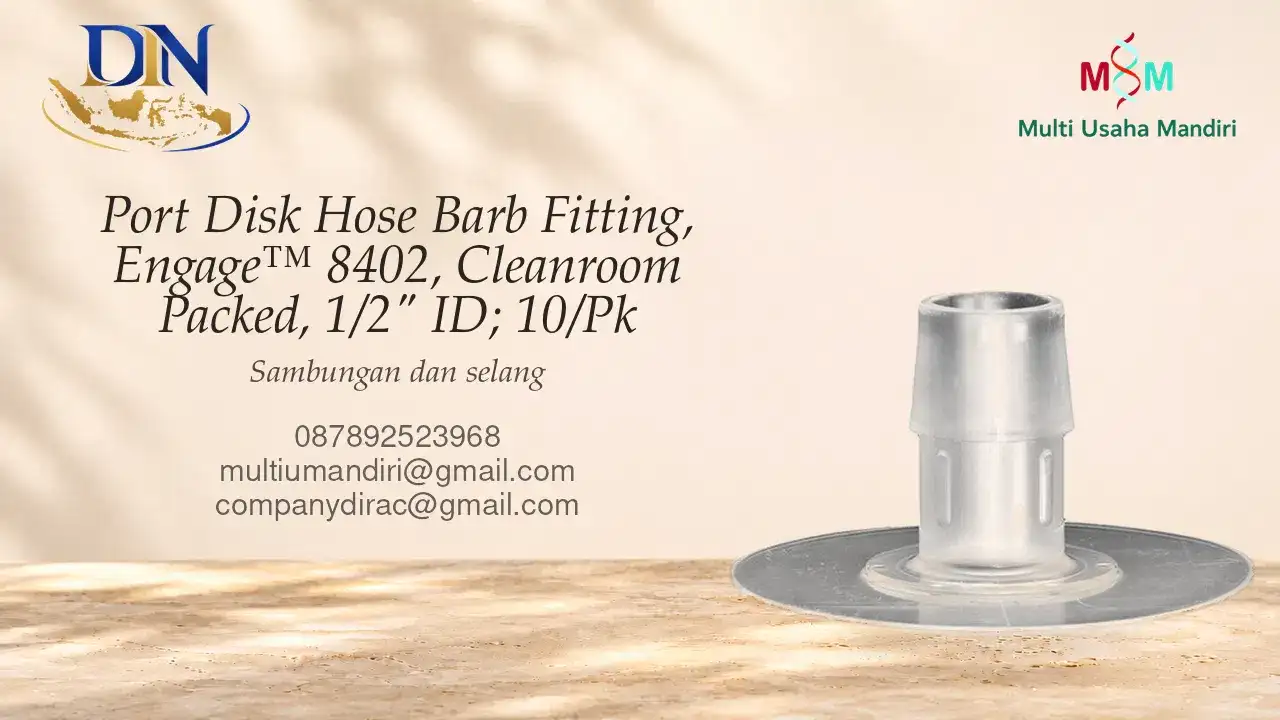 DIN
M M
Multi Usaha Mandiri
Port Disk Hose Barb Fitting,
Engage™ 8402, Cleanroom
Packed, 1/2" ID; 10/Pk
Sambungan dan selang
087892523968
multiumandiri@gmail.com
companydirac@gmail.com